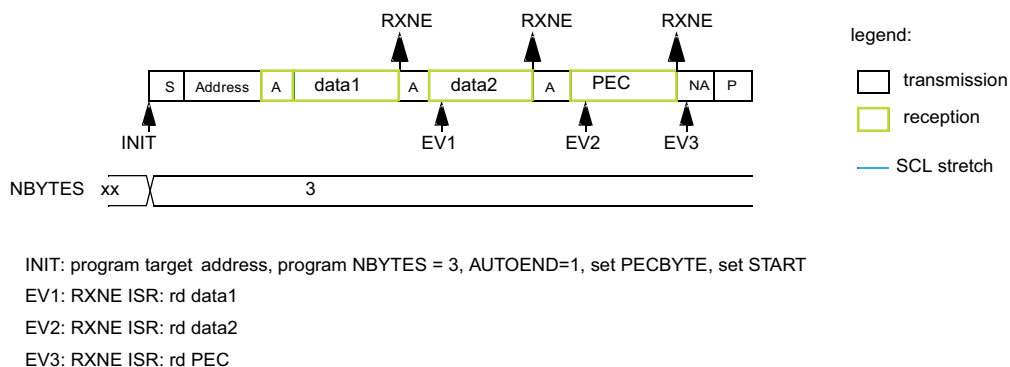 RXNE RXNE RXNE
legend:
S Address A data1 A data2 A PEC NA P
transmission
reception
INIT EV1 EV2 EV3
SCL stretch
NBYTES xx 3
INIT: program target address, program NBYTES = 3, AUTOEND=1, set PECBYTE, set START
EV1: RXNE ISR: rd data1
EV2: RXNE ISR: rd data2
EV3: RXNE ISR: rd PEC